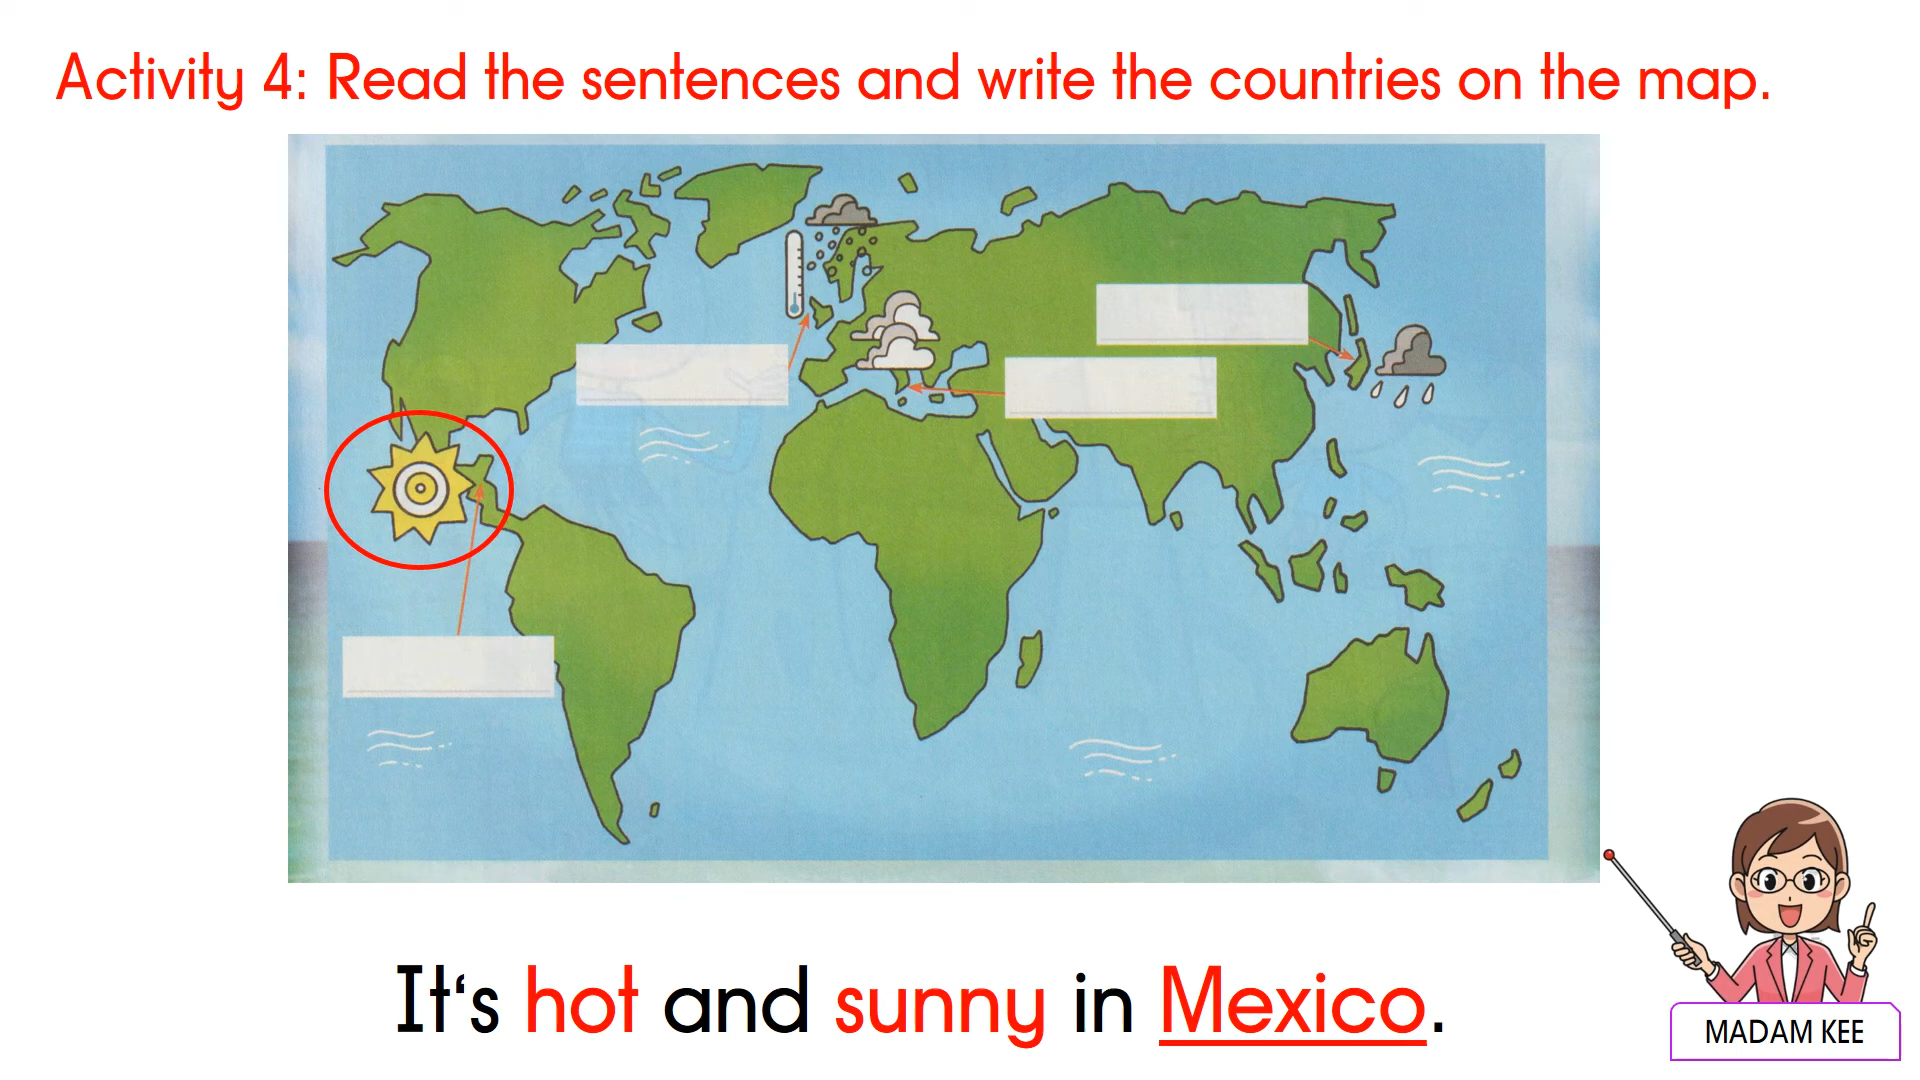 Activity 4: Read the sentences and write the countries on the map.
It‘s hot and sunny in Mexico.
MADAM KEE